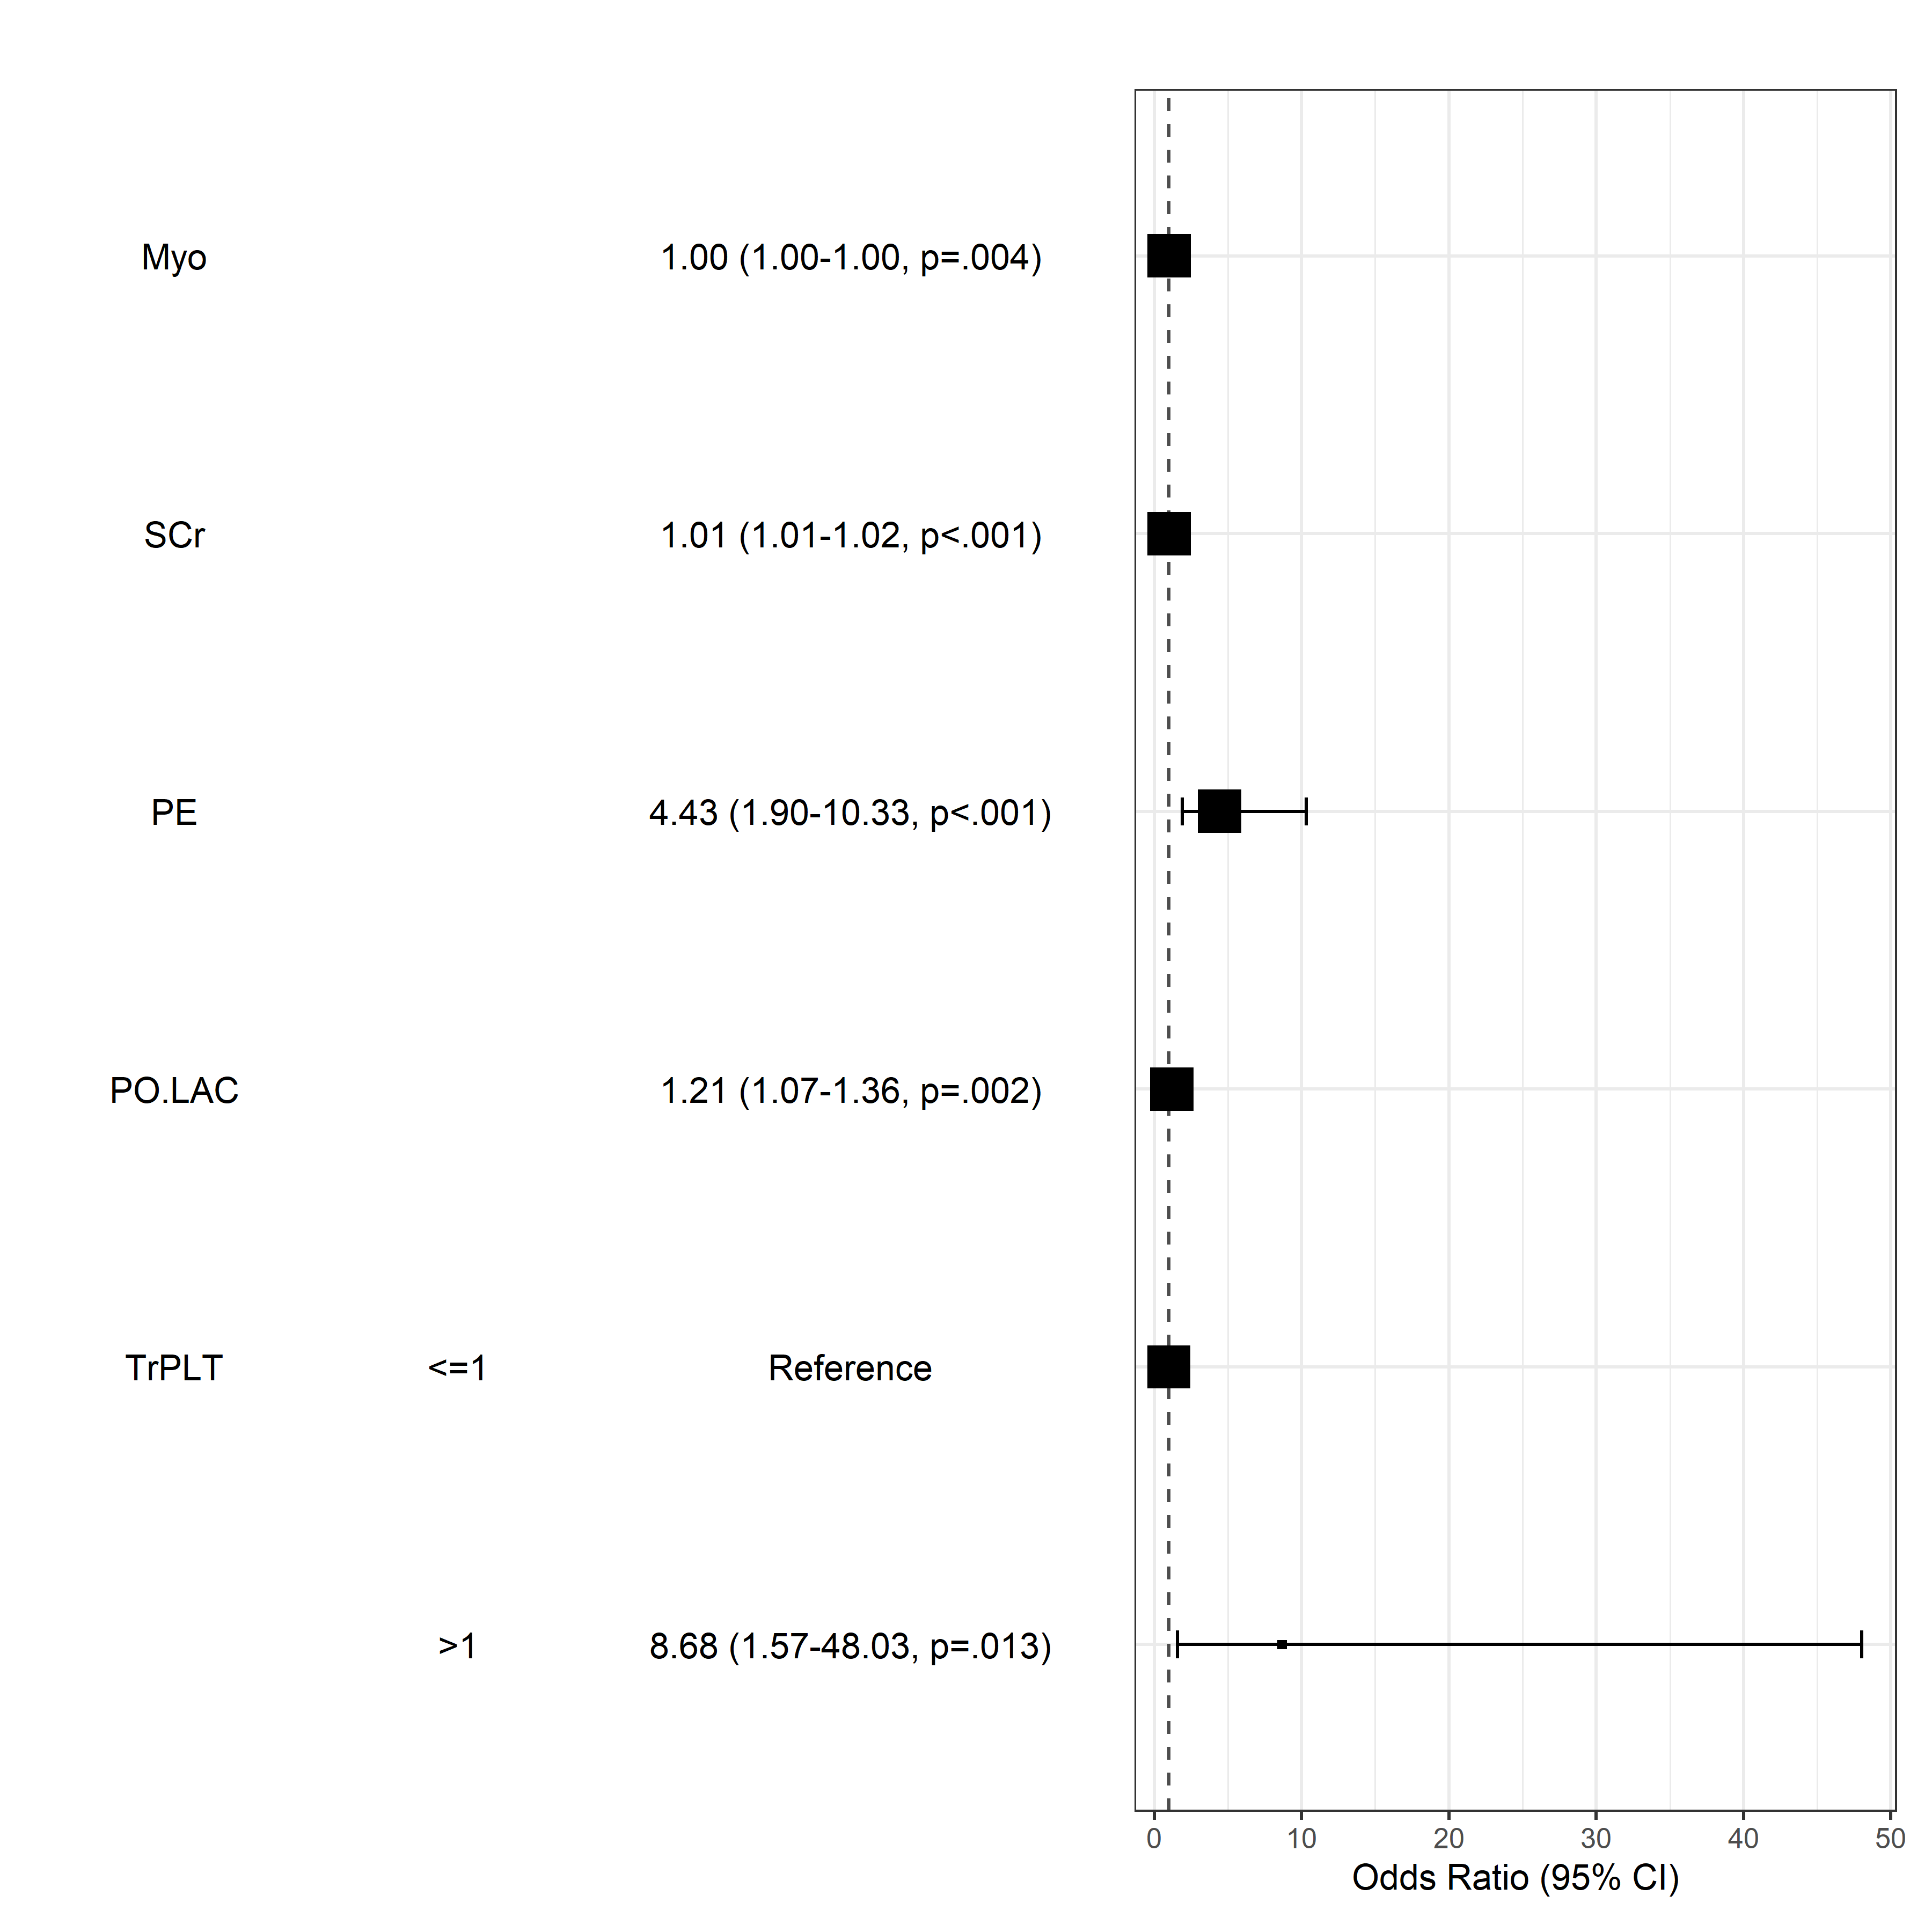 Myo 1.00 (1.00-1.00, p=.004)
SCr 1.01 (1.01-1.02, p<.001)
PE 4.43 (1.90-10.33, p<.001)
PO.LAC 1.21 (1.07-1.36, p=.002)
TrPLT <=1 Reference
>1 8.68 (1.57-48.03, p=.013)
0 10 20 30 40 50
Odds Ratio (95% CI)